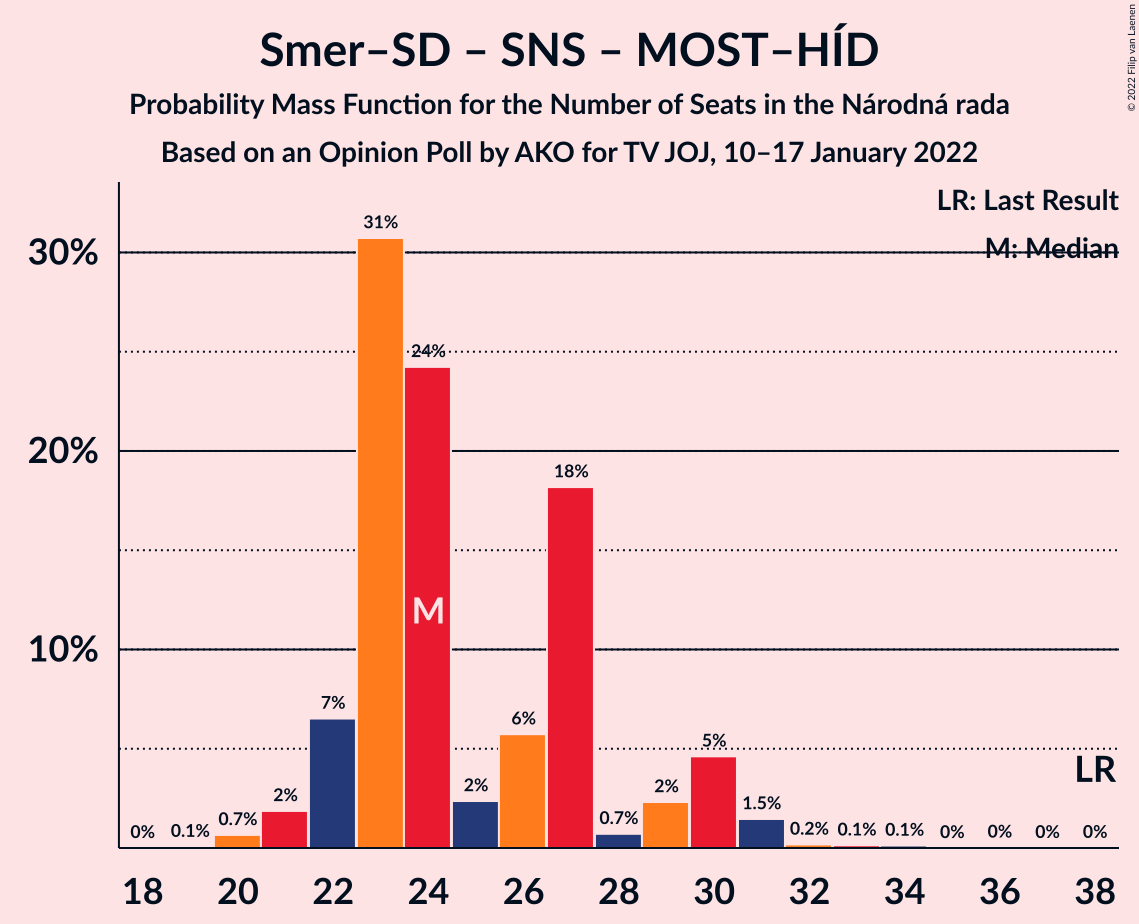 Smer–SD – SNS – MOST–HÍD
Probability Mass Function for the Number of Seats in the Národná rada
Based on an Opinion Poll by AKO for TV JOJ, 10–17 January 2022
© 2022 Filip van Laenen
LR: Last Result
M: Median
30%
20%
10%
0% 0.1% 0.7% 2% 7% 31% 24% 2% 6% 18% 0.7% 2% 5% 1.5% 0.2% 0.1% 0.1% 0% 0% 0% 0%
M
LR
18 20 22 24 26 28 30 32 34 36 38